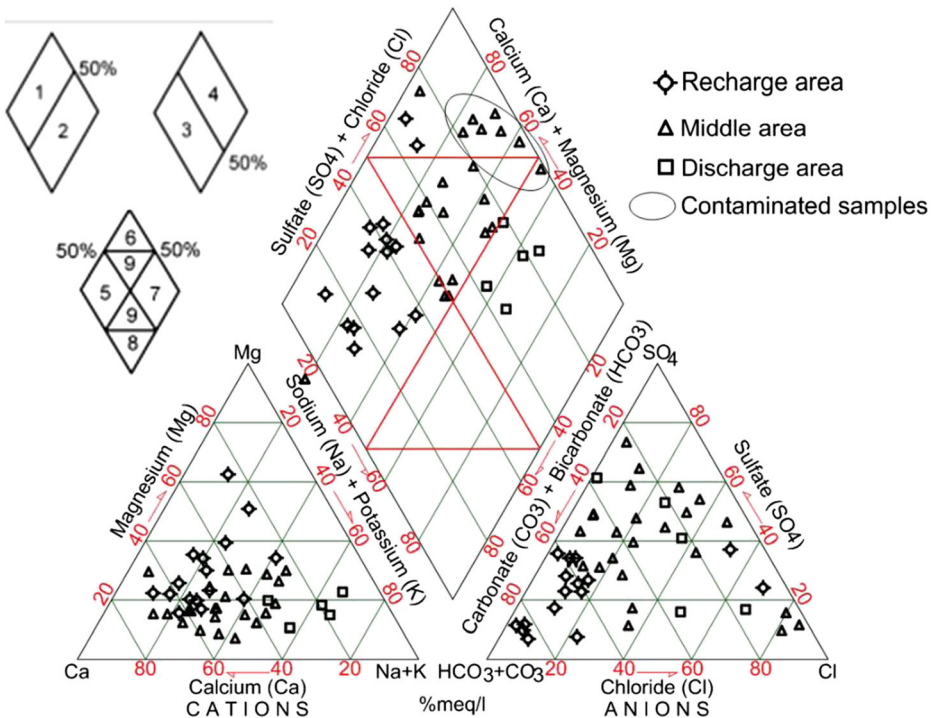 50%
1
2
4
3
50%
6
50%
50%
9
5
7
9
8
Sulfate (SO4) + Chloride (Cl)
Calcium (Ca) + Magnesium (Mg)
80
80
60
60
40
40
20
20
20
20
40
40
60
60
80
80
Recharge area
Middle area
Discharge area
Contaminated samples
Mg
Magnesium (Mg)
Sodium (Na) + Potassium (K)
80
20
60
40
40
60
20
80
Ca
80
60
40
20
Na+K
Calcium (Ca)
CATIONS
%meq/l
SO4
Carbonate (CO3) + Bicarbonate (HCO3)
Sulfate (SO4)
20
80
40
60
60
40
80
20
HCO3+CO3
20
40
60
80
Cl
Chloride (Cl)
ANIONS